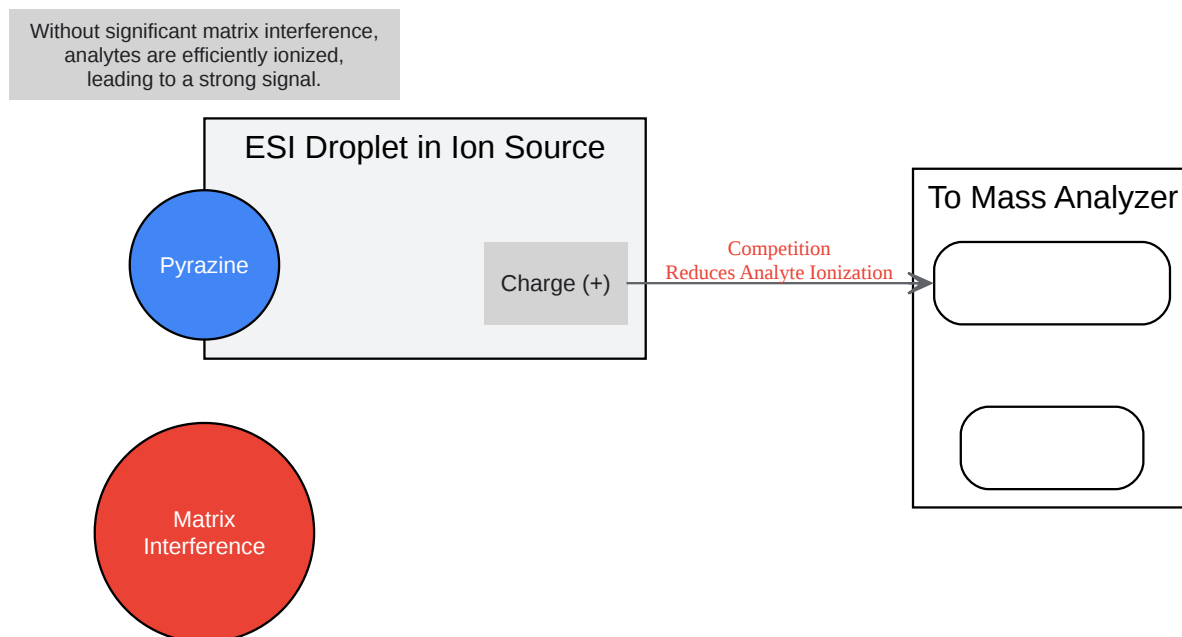 Without significant matrix interference,
analytes are efficiently ionized,
leading to a strong signal.
ESI Droplet in Ion Source
To Mass Analyzer
Pyrazine
Charge (+)
Competition
Reduces Analyte Ionization
Matrix
Interference